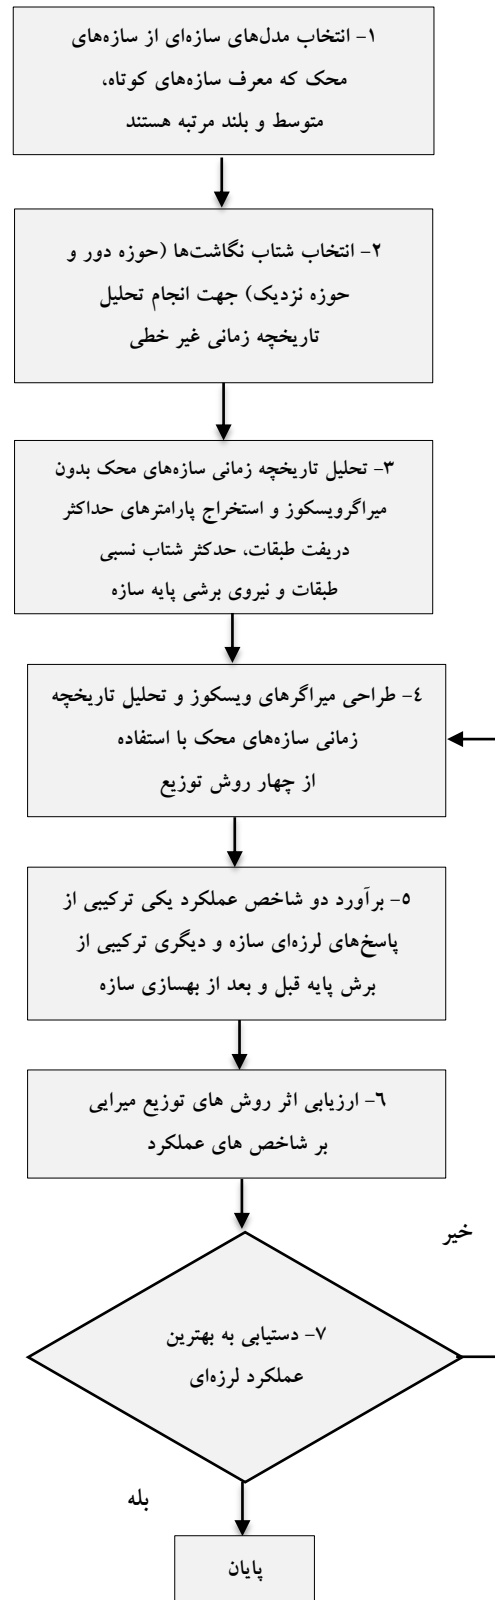 ۱- انتخاب مدل‌های سازه‌ای از سازه‌های
محک که معرف سازه‌های کوتاه،
متوسط و بلند مرتبه هستند
۲- انتخاب شتاب نگاشت‌ها (حوزه دور و
حوزه نزدیک) جهت انجام تحلیل
تاریخچه زمانی غیر خطی
۳- تحلیل تاریخچه زمانی سازه‌های محک بدون
میراگرویسکوز و استخراج پارامترهای حداکثر
دریفت طبقات، حدکثر شتاب نسبی
طبقات و نیروی برشی پایه سازه
٤- طراحی میراگرهای ویسکوز و تحلیل تاریخچه
زمانی سازه‌های محک با استفاده
از چهار روش توزیع
٥- برآورد دو شاخص عملکرد یکی ترکیبی از
پاسخ‌های لرزه‌ای سازه و دیگری ترکیبی از
برش پایه قبل و بعد از بهسازی سازه
٦- ارزیابی اثر روش های توزیع میرایی
بر شاخص های عملکرد
خیر
۷- دستیابی به بهترین
عملکرد لرزه‌ای
بله
پایان